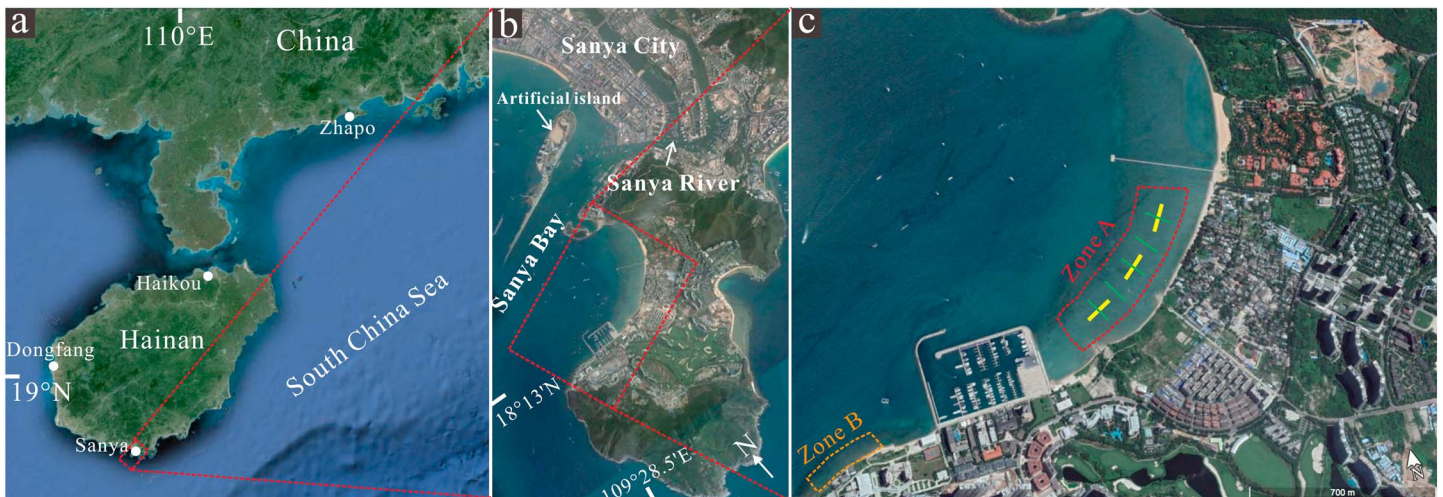 a
110°E
China
Zhapo
Haikou
Hainan
Dongfang
19°N
South China Sea
Sanya
b
Sanya City
Artificial island
Sanya River
Sanya Bay
18°13'N
109°28.5'E
N
c
Zone A
Zone B
700 m
N